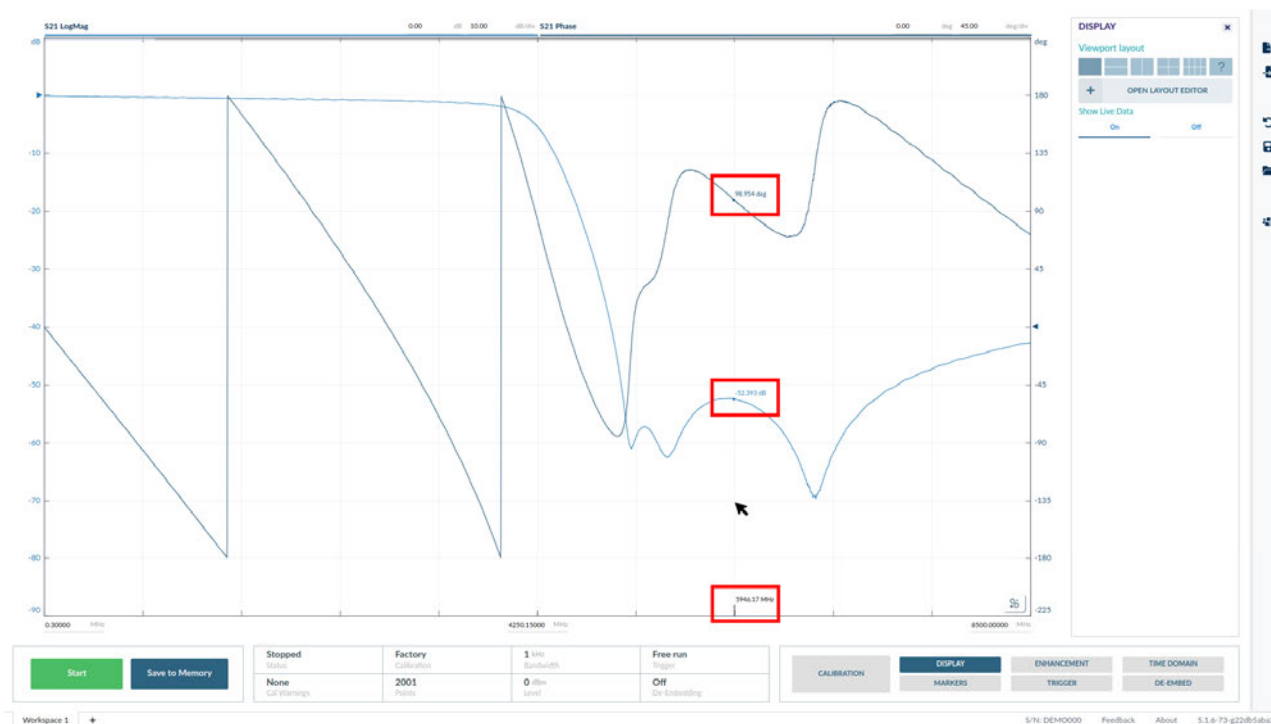 S21 LogMag 0.00 dB 10.00 dB/div S21 Phase 0.00 deg 45.00 deg/div
dB deg
180
-10 135
-20 90
-30 45
-40
-50 -45
-60 -90
-70 -135
-80 -180
-90 -225
98.954 deg
-52.393 dB
5946.17 MHz
0.30000 MHz 4250.15000 MHz 8500.00000 MHz
DISPLAY
Viewport layout
?
+ OPEN LAYOUT EDITOR
Show Live Data
On Off
Start Save to Memory
Stopped Factory 1 kHz Free run
Status Calibration Bandwidth Trigger
None 2001 0 dBm Off
Cal Warnings Points Level De-Embedding
CALIBRATION DISPLAY ENHANCEMENT TIME DOMAIN
MARKERS TRIGGER DE-EMBED
Workspace 1 + S/N: DEMO000 Feedback About